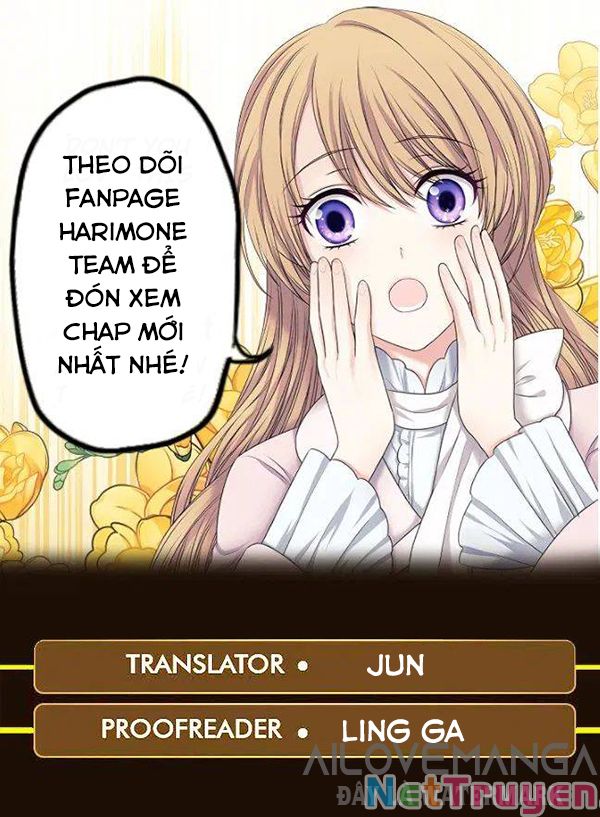 THEO DÕI
FANPAGE
HARIMONE
TEAM ĐỂ
ĐÓN XEM
CHAP MỚI
NHẤT NHÉ!
TRANSLATOR • JUN
PROOFREADER • LING GA
AILOVEMANGA
NetTruyen